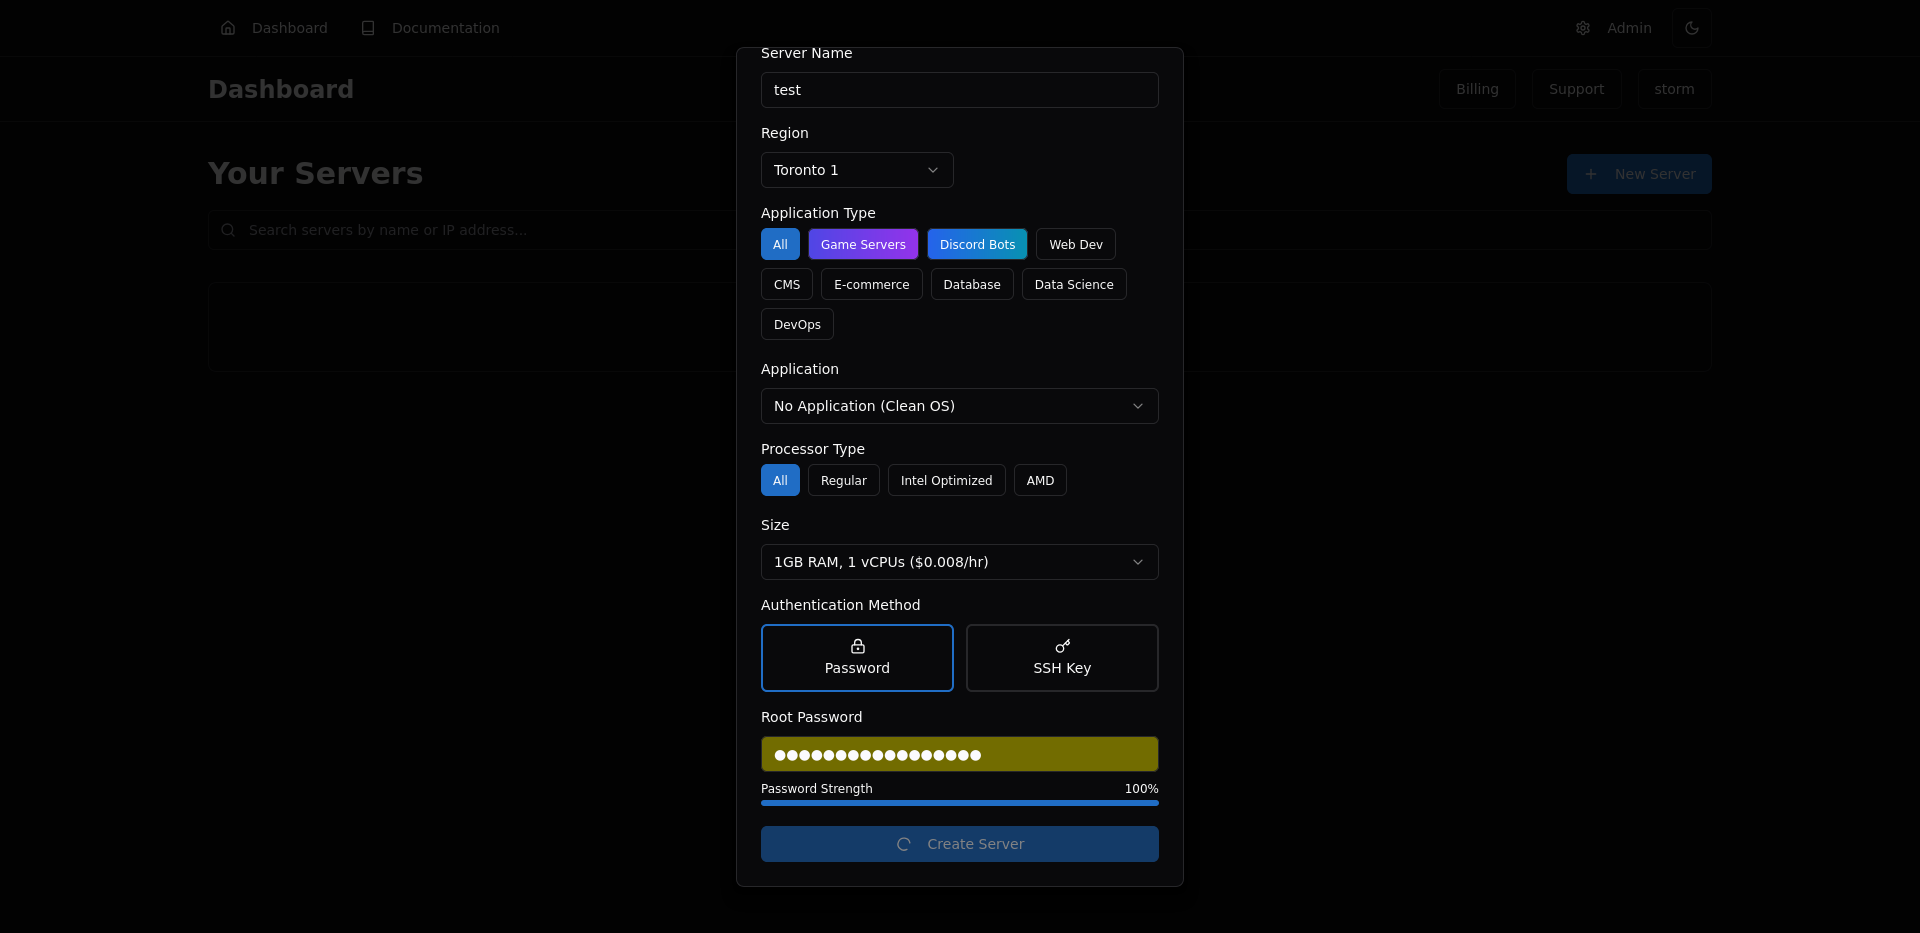 Dashboard Documentation Admin
Dashboard Billing Support storm
Your Servers New Server
Search servers by name or IP address...
Server Name
test
Region
Toronto 1
Application Type
All Game Servers Discord Bots Web Dev
CMS E-commerce Database Data Science
DevOps
Application
No Application (Clean OS)
Processor Type
All Regular Intel Optimized AMD
Size
1GB RAM, 1 vCPUs ($0.008/hr)
Authentication Method
Password SSH Key
Root Password
●●●●●●●●●●●●●●●●●
Password Strength 100%
Create Server